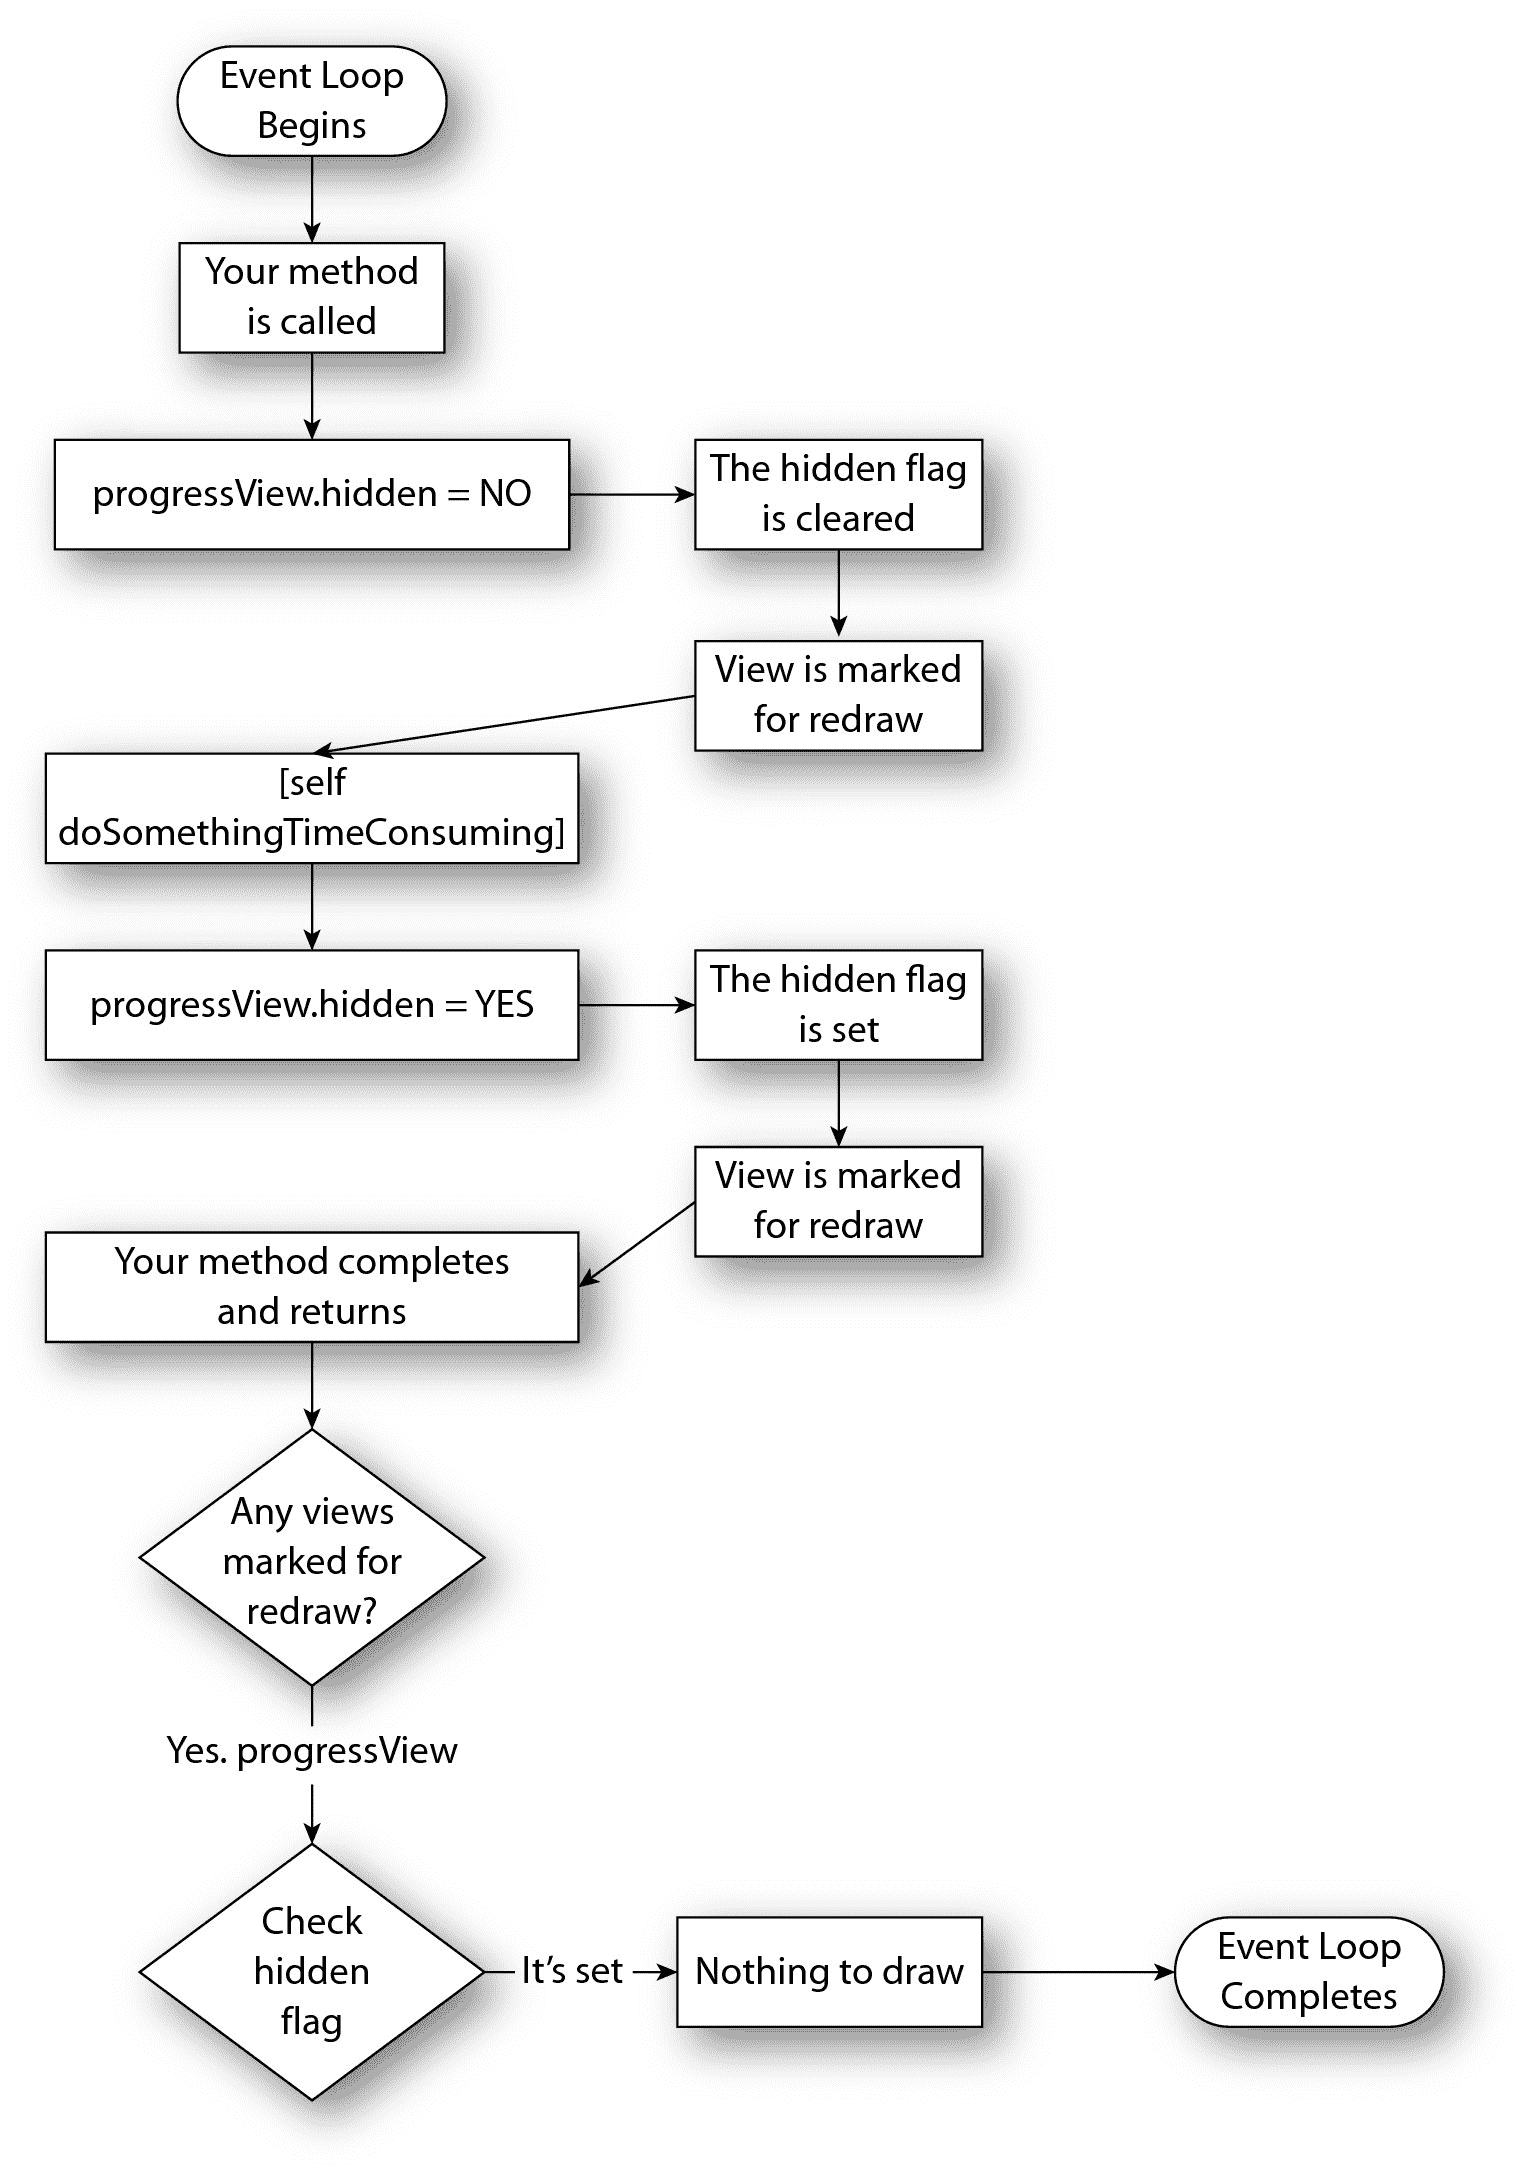 Event Loop
Begins
Your method
is called
progressView.hidden = NO
The hidden flag
is cleared
View is marked
for redraw
[self
doSomethingTimeConsuming]
progressView.hidden = YES
The hidden flag
is set
View is marked
for redraw
Your method completes
and returns
Any views
marked for
redraw?
Yes. progressView
Check
hidden
flag
It’s set
Nothing to draw
Event Loop
Completes